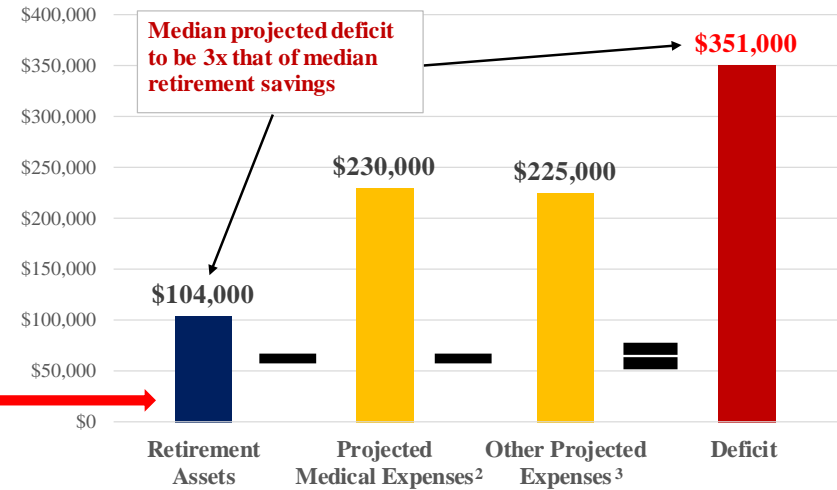 $400,000
Median projected deficit
to be 3x that of median
retirement savings
$351,000
$350,000
$300,000
$250,000
$230,000
$225,000
$200,000
$150,000
$104,000
$100,000
$50,000
$0
Retirement
Assets
Projected
Medical Expenses²
Other Projected
Expenses³
Deficit